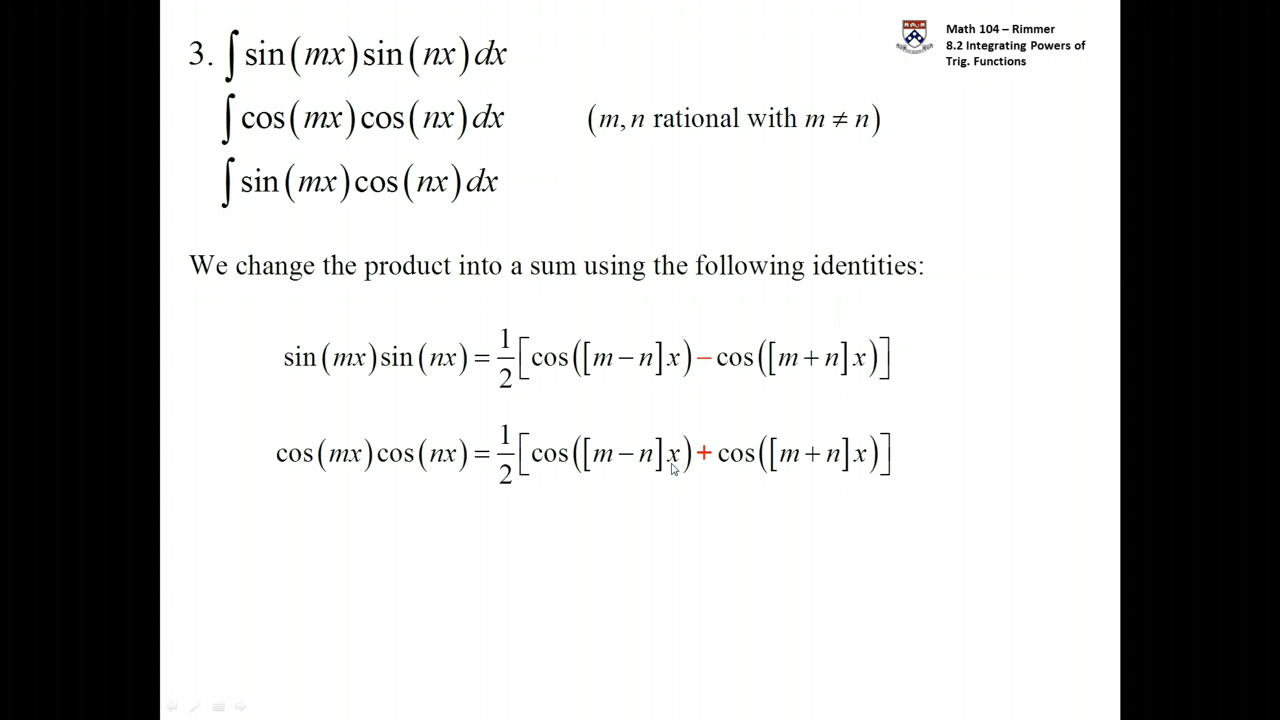 Math 104 – Rimmer
8.2 Integrating Powers of
Trig. Functions
3. ∫ sin(mx)sin(nx)dx
∫ cos(mx)cos(nx)dx (m, n rational with m ≠ n)
∫ sin(mx)cos(nx)dx
We change the product into a sum using the following identities:
sin(mx)sin(nx) = 1/2 [cos([m − n]x) − cos([m + n]x)]
cos(mx)cos(nx) = 1/2 [cos([m − n]x) + cos([m + n]x)]